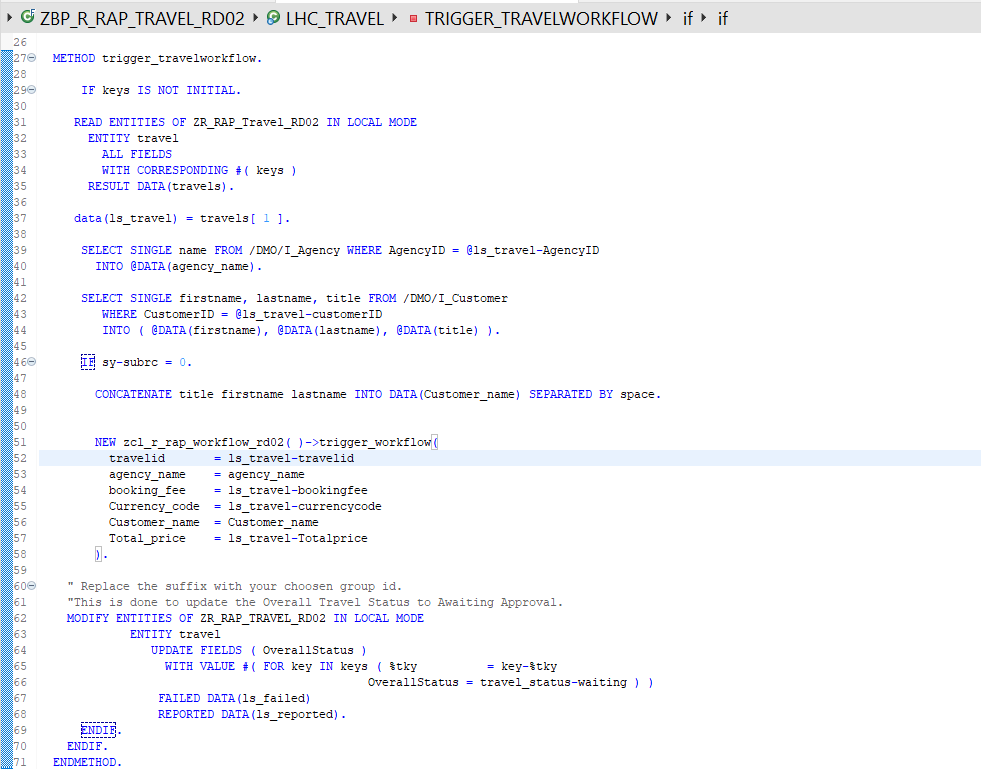 ZBP_R_RAP_TRAVEL_RD02 LHC_TRAVEL TRIGGER_TRAVELWORKFLOW if if
26
27 METHOD trigger_travelworkflow.
28
29 IF keys IS NOT INITIAL.
30
31 READ ENTITIES OF ZR_RAP_Travel_RD02 IN LOCAL MODE
32 ENTITY travel
33 ALL FIELDS
34 WITH CORRESPONDING #( keys )
35 RESULT DATA(travels).
36
37 data(ls_travel) = travels[ 1 ].
38
39 SELECT SINGLE name FROM /DMO/I_Agency WHERE AgencyID = @ls_travel-AgencyID
40 INTO @DATA(agency_name).
41
42 SELECT SINGLE firstname, lastname, title FROM /DMO/I_Customer
43 WHERE CustomerID = @ls_travel-customerID
44 INTO ( @DATA(firstname), @DATA(lastname), @DATA(title) ).
45
46 IF sy-subrc = 0.
47
48 CONCATENATE title firstname lastname INTO DATA(Customer_name) SEPARATED BY space.
49
50
51 NEW zcl_r_rap_workflow_rd02( )->trigger_workflow(
52 travelid = ls_travel-travelid
53 agency_name = agency_name
54 booking_fee = ls_travel-bookingfee
55 Currency_code = ls_travel-currencycode
56 Customer_name = Customer_name
57 Total_price = ls_travel-Totalprice
58 ).
59
60 " Replace the suffix with your choosen group id.
61 "This is done to update the Overall Travel Status to Awaiting Approval.
62 MODIFY ENTITIES OF ZR_RAP_TRAVEL_RD02 IN LOCAL MODE
63 ENTITY travel
64 UPDATE FIELDS ( OverallStatus )
65 WITH VALUE #( FOR key IN keys ( %tky = key-%tky
66 OverallStatus = travel_status-waiting ) )
67 FAILED DATA(ls_failed)
68 REPORTED DATA(ls_reported).
69 ENDIF.
70 ENDIF.
71 ENDMETHOD.